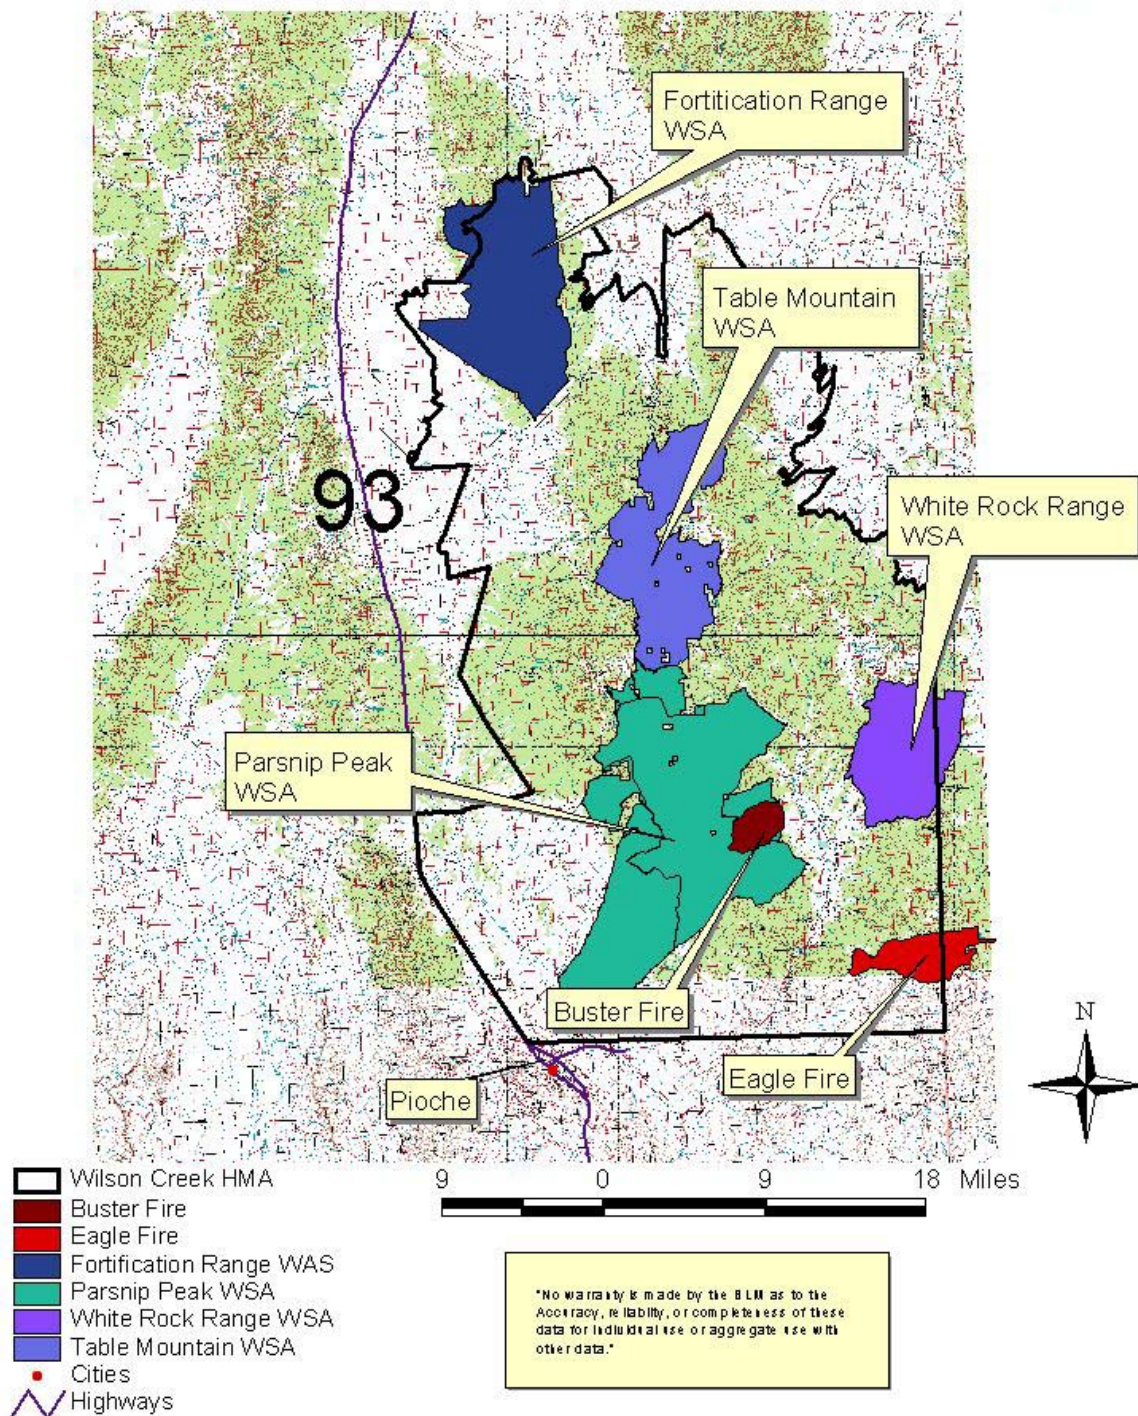 Fortitication Range
WSA
Table Mountain
WSA
93
White Rock Range
WSA
Parsnip Peak
WSA
Buster Fire
Eagle Fire
Pioche
N
Wilson Creek HMA
Buster Fire
Eagle Fire
Fortification Range WAS
Parsnip Peak WSA
White Rock Range WSA
Table Mountain WSA
Cities
Highways
9 0 9 18 Miles
"No warranty is made by the BLM as to the
Accuracy, reliablity, or completeness of these
data for individual use or aggregate use with
other data."